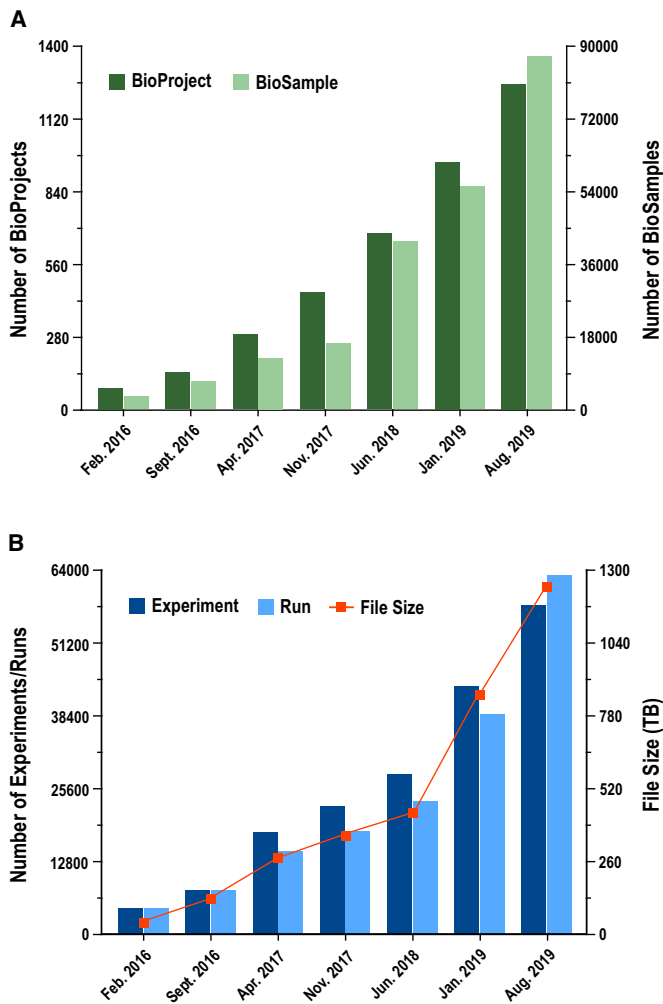 A
BioProject BioSample
Number of BioProjects
1400
1120
840
560
280
0
Number of BioSamples
90000
72000
54000
36000
18000
0
Feb. 2016
Sept. 2016
Apr. 2017
Nov. 2017
Jun. 2018
Jan. 2019
Aug. 2019
B
Experiment Run File Size
Number of Experiments/Runs
64000
51200
38400
25600
12800
0
File Size (TB)
1300
1040
780
520
260
0
Feb. 2016
Sept. 2016
Apr. 2017
Nov. 2017
Jun. 2018
Jan. 2019
Aug. 2019